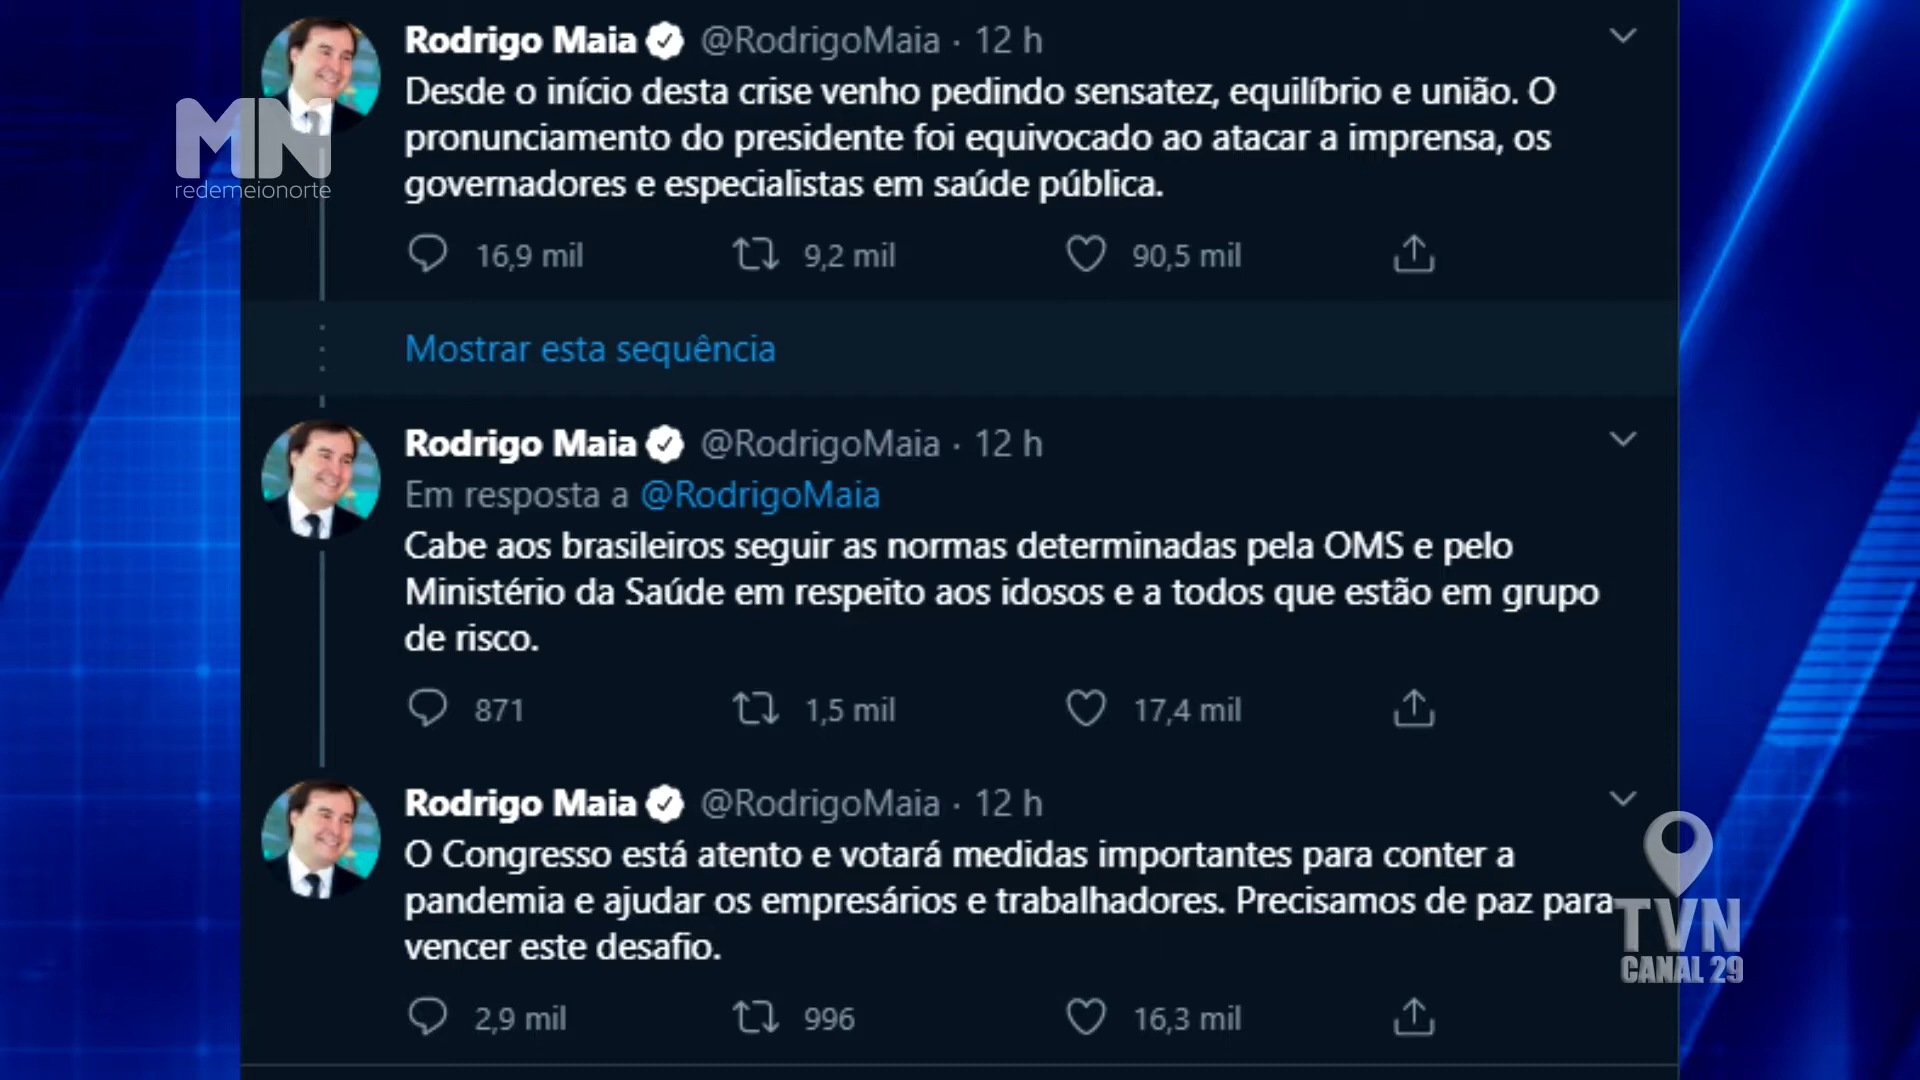 Rodrigo Maia @RodrigoMaia · 12 h
Desde o início desta crise venho pedindo sensatez, equilíbrio e união. O
pronunciamento do presidente foi equivocado ao atacar a imprensa, os
governadores e especialistas em saúde pública.
16,9 mil 9,2 mil 90,5 mil
MN
redemeionorte
Mostrar esta sequência
Rodrigo Maia @RodrigoMaia · 12 h
Em resposta a @RodrigoMaia
Cabe aos brasileiros seguir as normas determinadas pela OMS e pelo
Ministério da Saúde em respeito aos idosos e a todos que estão em grupo
de risco.
871 1,5 mil 17,4 mil
Rodrigo Maia @RodrigoMaia · 12 h
O Congresso está atento e votará medidas importantes para conter a
pandemia e ajudar os empresários e trabalhadores. Precisamos de paz para
vencer este desafio.
2,9 mil 996 16,3 mil
TVN
CANAL 29